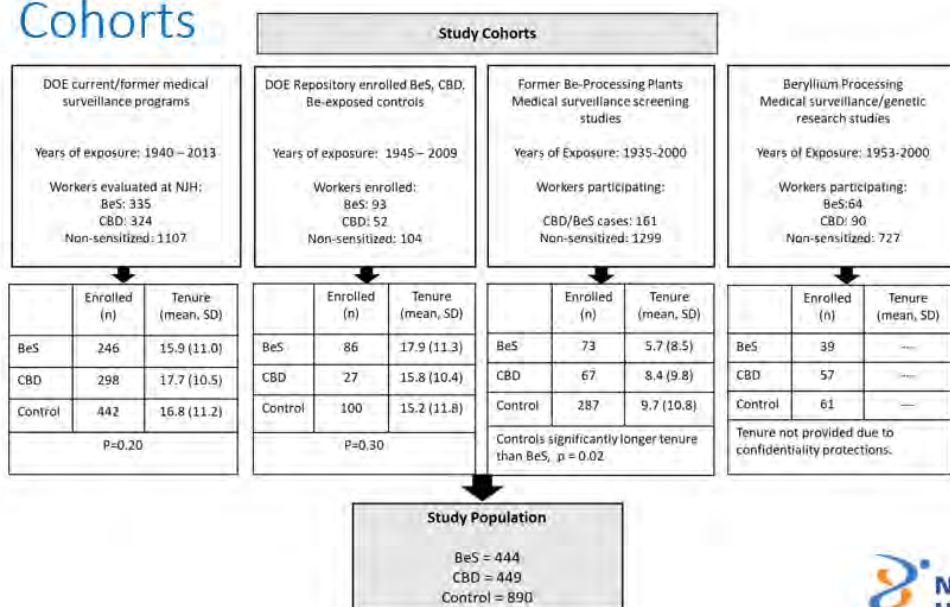 Cohorts
Study Cohorts
DOE current/former medical
surveillance programs
Years of exposure: 1940 – 2013
Workers evaluated at NJH:
BeS: 335
CBD: 324
Non-sensitized: 1107
DOE Repository enrolled BeS, CBD,
Be-exposed controls
Years of exposure: 1945 – 2009
Workers enrolled:
BeS: 93
CBD: 52
Non-sensitized: 104
Former Be-Processing Plants
Medical surveillance screening
studies
Years of Exposure: 1935-2000
Workers participating:
CBD/BeS cases: 161
Non-sensitized: 1299
Beryllium Processing
Medical surveillance/genetic
research studies
Years of Exposure: 1953-2000
Workers participating:
BeS:64
CBD: 90
Non-sensitized: 727
Enrolled Tenure
(n) (mean, SD)
BeS 246 15.9 (11.0)
CBD 298 17.7 (10.5)
Control 442 16.8 (11.2)
P=0.20
Enrolled Tenure
(n) (mean, SD)
BeS 86 17.9 (11.3)
CBD 27 15.8 (10.4)
Control 100 15.2 (11.8)
P=0.30
Enrolled Tenure
(n) (mean, SD)
BeS 73 5.7 (8.5)
CBD 67 8.4 (9.8)
Control 287 9.7 (10.8)
Controls significantly longer tenure
than BeS, p = 0.02
Enrolled Tenure
(n) (mean, SD)
BeS 39 ----
CBD 57 ----
Control 61 ----
Tenure not provided due to
confidentiality protections.
Study Population
BeS = 444
CBD = 449
Control = 890